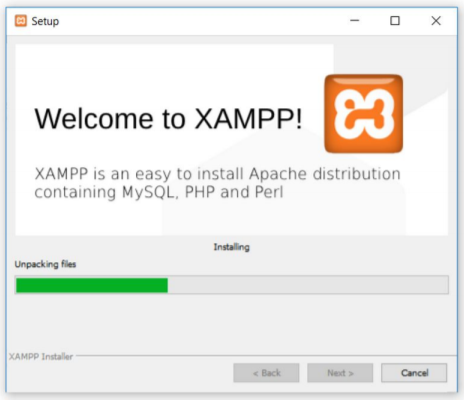 Setup
Welcome to XAMPP!
XAMPP is an easy to install Apache distribution
containing MySQL, PHP and Perl
Installing
Unpacking files
XAMPP Installer
< Back
Next >
Cancel